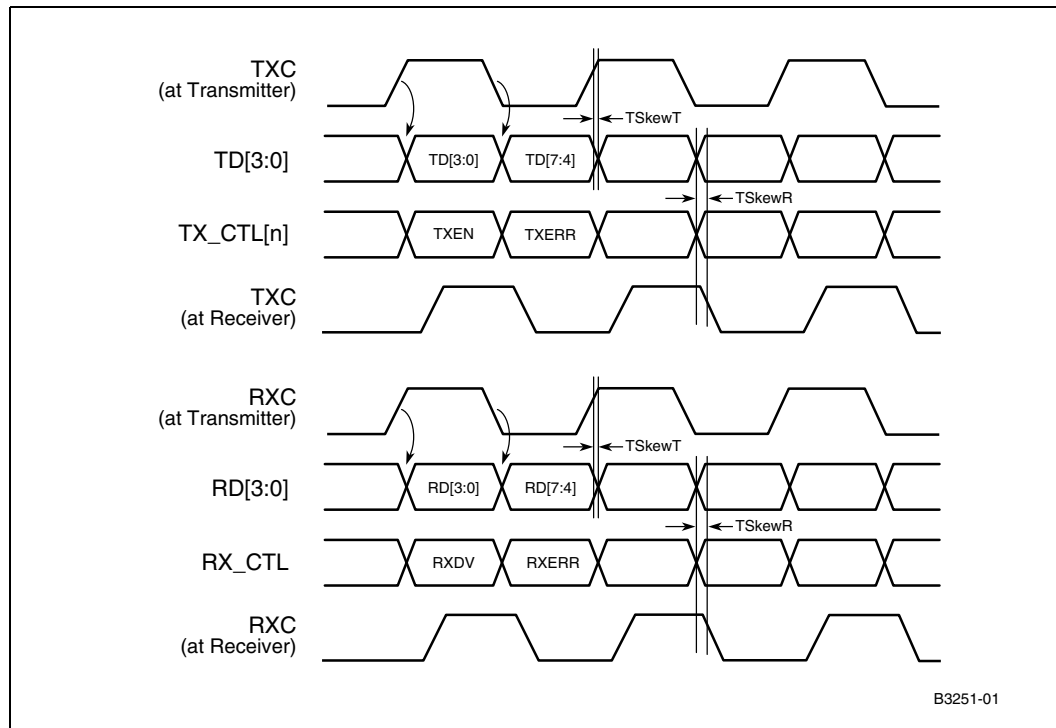 TXC
(at Transmitter)
TSkewT
TD[3:0]
TD[3:0]
TD[7:4]
TSkewR
TX_CTL[n]
TXEN
TXERR
TXC
(at Receiver)
RXC
(at Transmitter)
TSkewT
RD[3:0]
RD[3:0]
RD[7:4]
TSkewR
RX_CTL
RXDV
RXERR
RXC
(at Receiver)
B3251-01